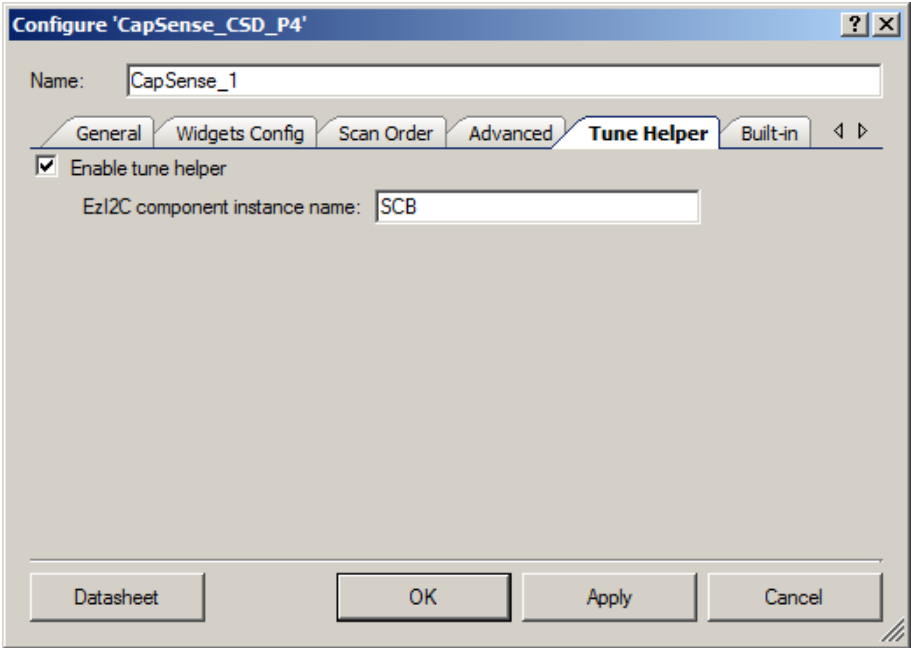 Configure 'CapSense_CSD_P4'
Name: CapSense_1
General Widgets Config Scan Order Advanced Tune Helper Built-in
Enable tune helper
EzI2C component instance name: SCB
Datasheet OK Apply Cancel